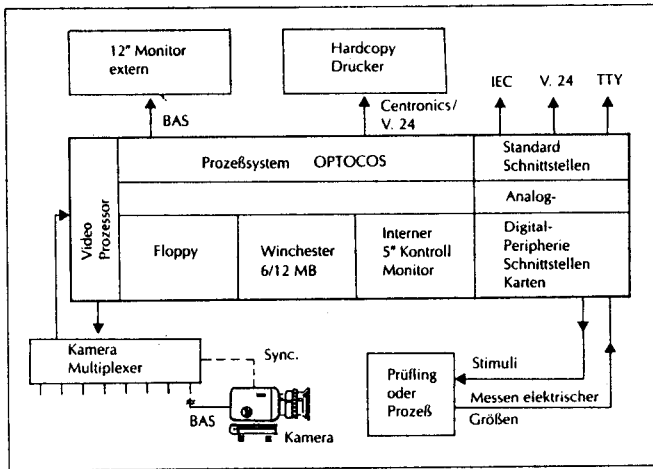 12" Monitor
extern
Hardcopy
Drucker
IEC V. 24 TTY
BAS
Centronics/
V. 24
Prozeßsystem OPTOCOS
Standard
Schnittstellen
Analog-
Video
Prozessor
Floppy
Winchester
6/12 MB
Interner
5" Kontroll
Monitor
Digital-
Peripherie
Schnittstellen
Karten
Kamera
Multiplexer
Sync.
BAS
Kamera
Prüfling
oder
Prozeß
Stimuli
Messen elektrischer
Größen